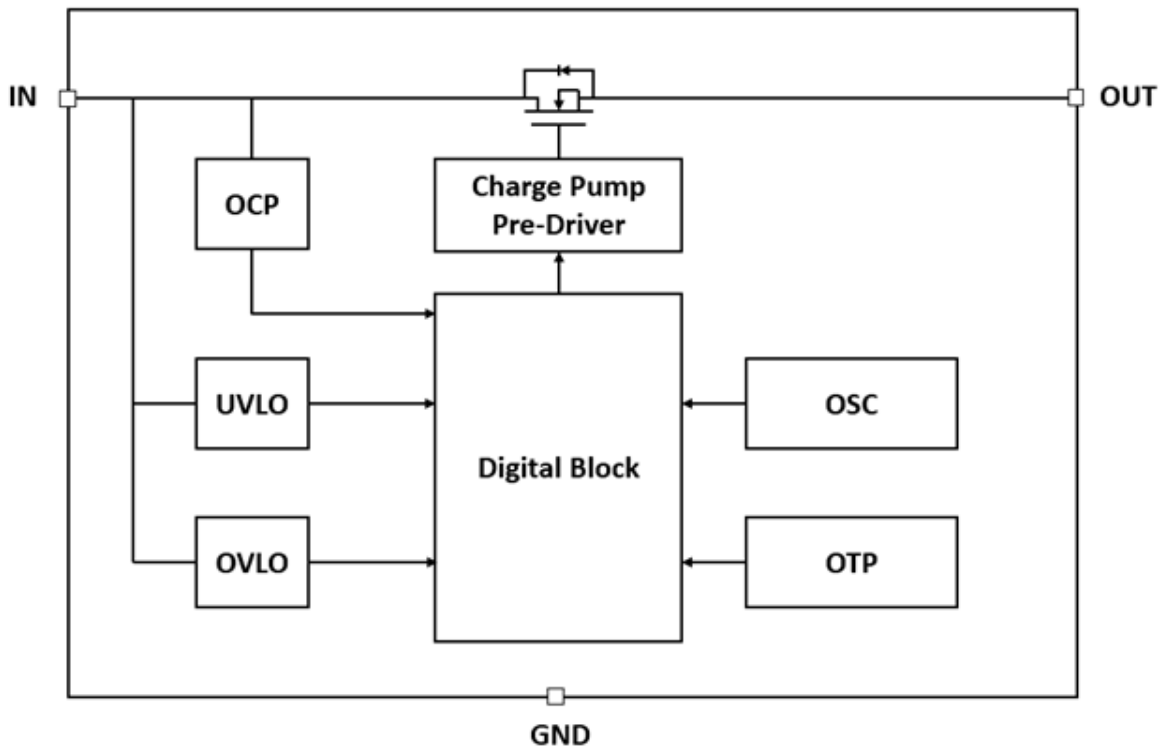 IN
OUT
OCP
Charge Pump
Pre-Driver
UVLO
OSC
Digital Block
OVLO
OTP
GND